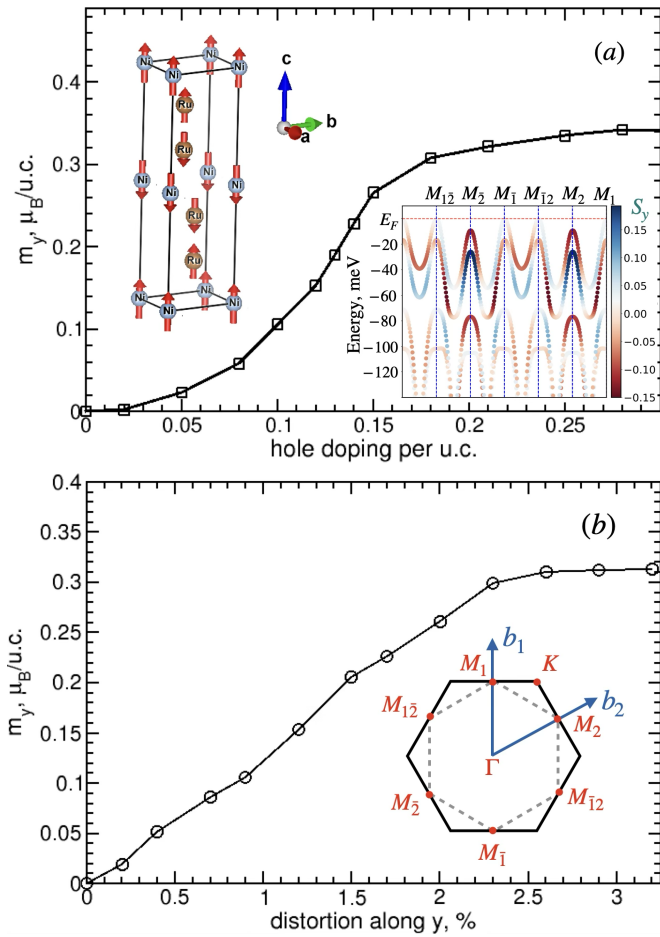 (a)
m_y, μ_B/u.c.
0.4
0.3
0.2
0.1
0
0.05 0.10 0.15 0.20 0.25
hole doping per u.c.
Ni Ni Ni Ni
Ru
Ru
Ni Ni Ni Ni
Ru
Ru
Ni Ni Ni Ni
c
b
a
M_{1\bar{2}} M_{\bar{2}} M_{\bar{1}} M_{\bar{1}2} M_2 M_1
S_y
E_F
−20
−40
−60
−80
−100
−120
Energy, meV
0.15
0.10
0.05
0.00
−0.05
−0.10
−0.15
(b)
m_y, μ_B/u.c.
0.4
0.35
0.3
0.25
0.2
0.15
0.1
0.05
0
0 0.5 1 1.5 2 2.5 3
distortion along y, %
b_1
M_1 K
b_2
M_{1\bar{2}} M_2
Γ
M_{\bar{2}} M_{\bar{1}2}
M_{\bar{1}}